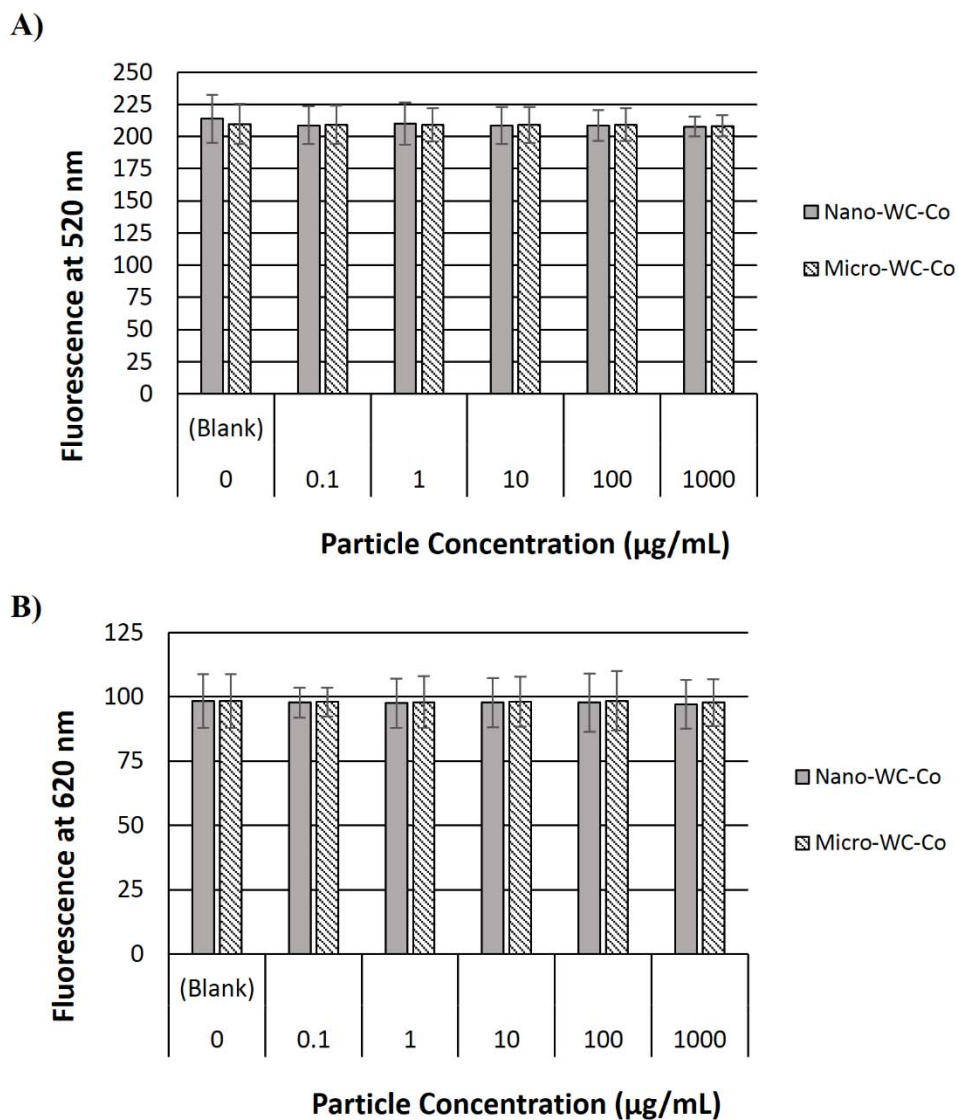 A)
250
225
200
175
150
125
100
75
50
25
0
Fluorescence at 520 nm
(Blank)
0 0.1 1 10 100 1000
Particle Concentration (µg/mL)
Nano-WC-Co
Micro-WC-Co
B)
125
100
75
50
25
0
Fluorescence at 620 nm
(Blank)
0 0.1 1 10 100 1000
Particle Concentration (µg/mL)
Nano-WC-Co
Micro-WC-Co